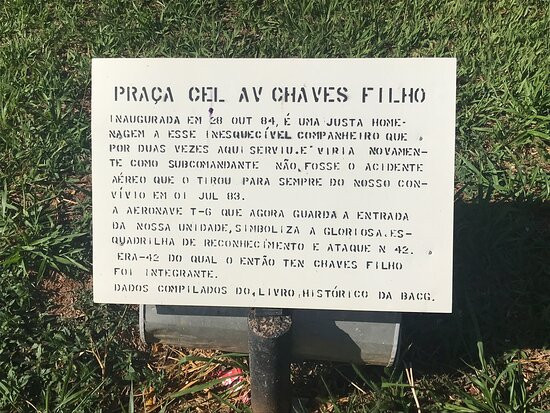 PRAÇA CEL AV CHAVES FILHO
INAUGURADA EM 28 OUT 84, É UMA JUSTA HOME-
NAGEM A ESSE INESQUECÍVEL COMPANHEIRO QUE
POR DUAS VEZES AQUI SERVIU. E VIRIA NOVAMEN-
TE COMO SUBCOMANDANTE NÃO FOSSE O ACIDENTE
AÉREO QUE O TIROU PARA SEMPRE DO NOSSO CON-
VÍVIO EM 01 JUL 83.
A AERONAVE T-6 QUE AGORA GUARDA A ENTRADA
DA NOSSA UNIDADE, SIMBOLIZA A GLORIOSA. ES-
QUADRILHA DE RECONHECIMENTO E ATAQUE N 42.
ERA-42 DO QUAL O ENTÃO TEN CHAVES FILHO
FOI INTEGRANTE.
DADOS COMPILADOS DO, LIVRO, HISTÓRICO DA BACG.